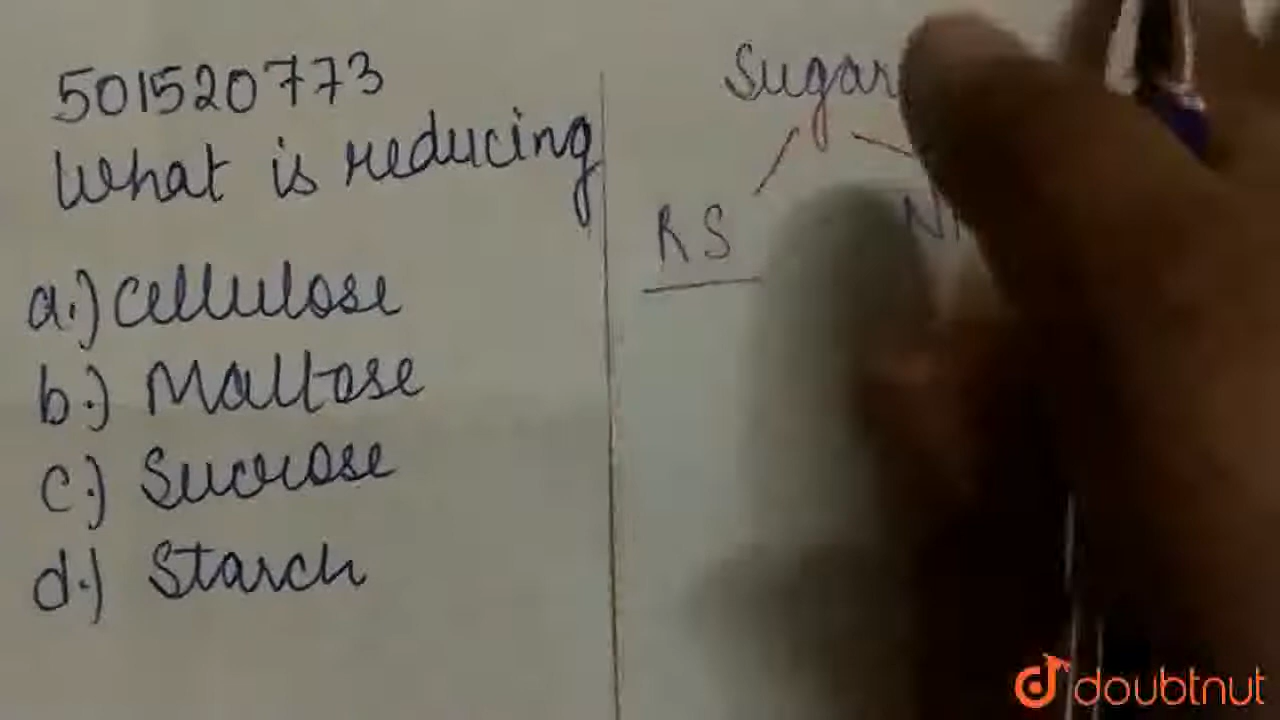 501520773
What is reducing
a.) Cellulose
b.) Maltose
c.) Sucrose
d.) Starch
Sugar
RS
doubtnut